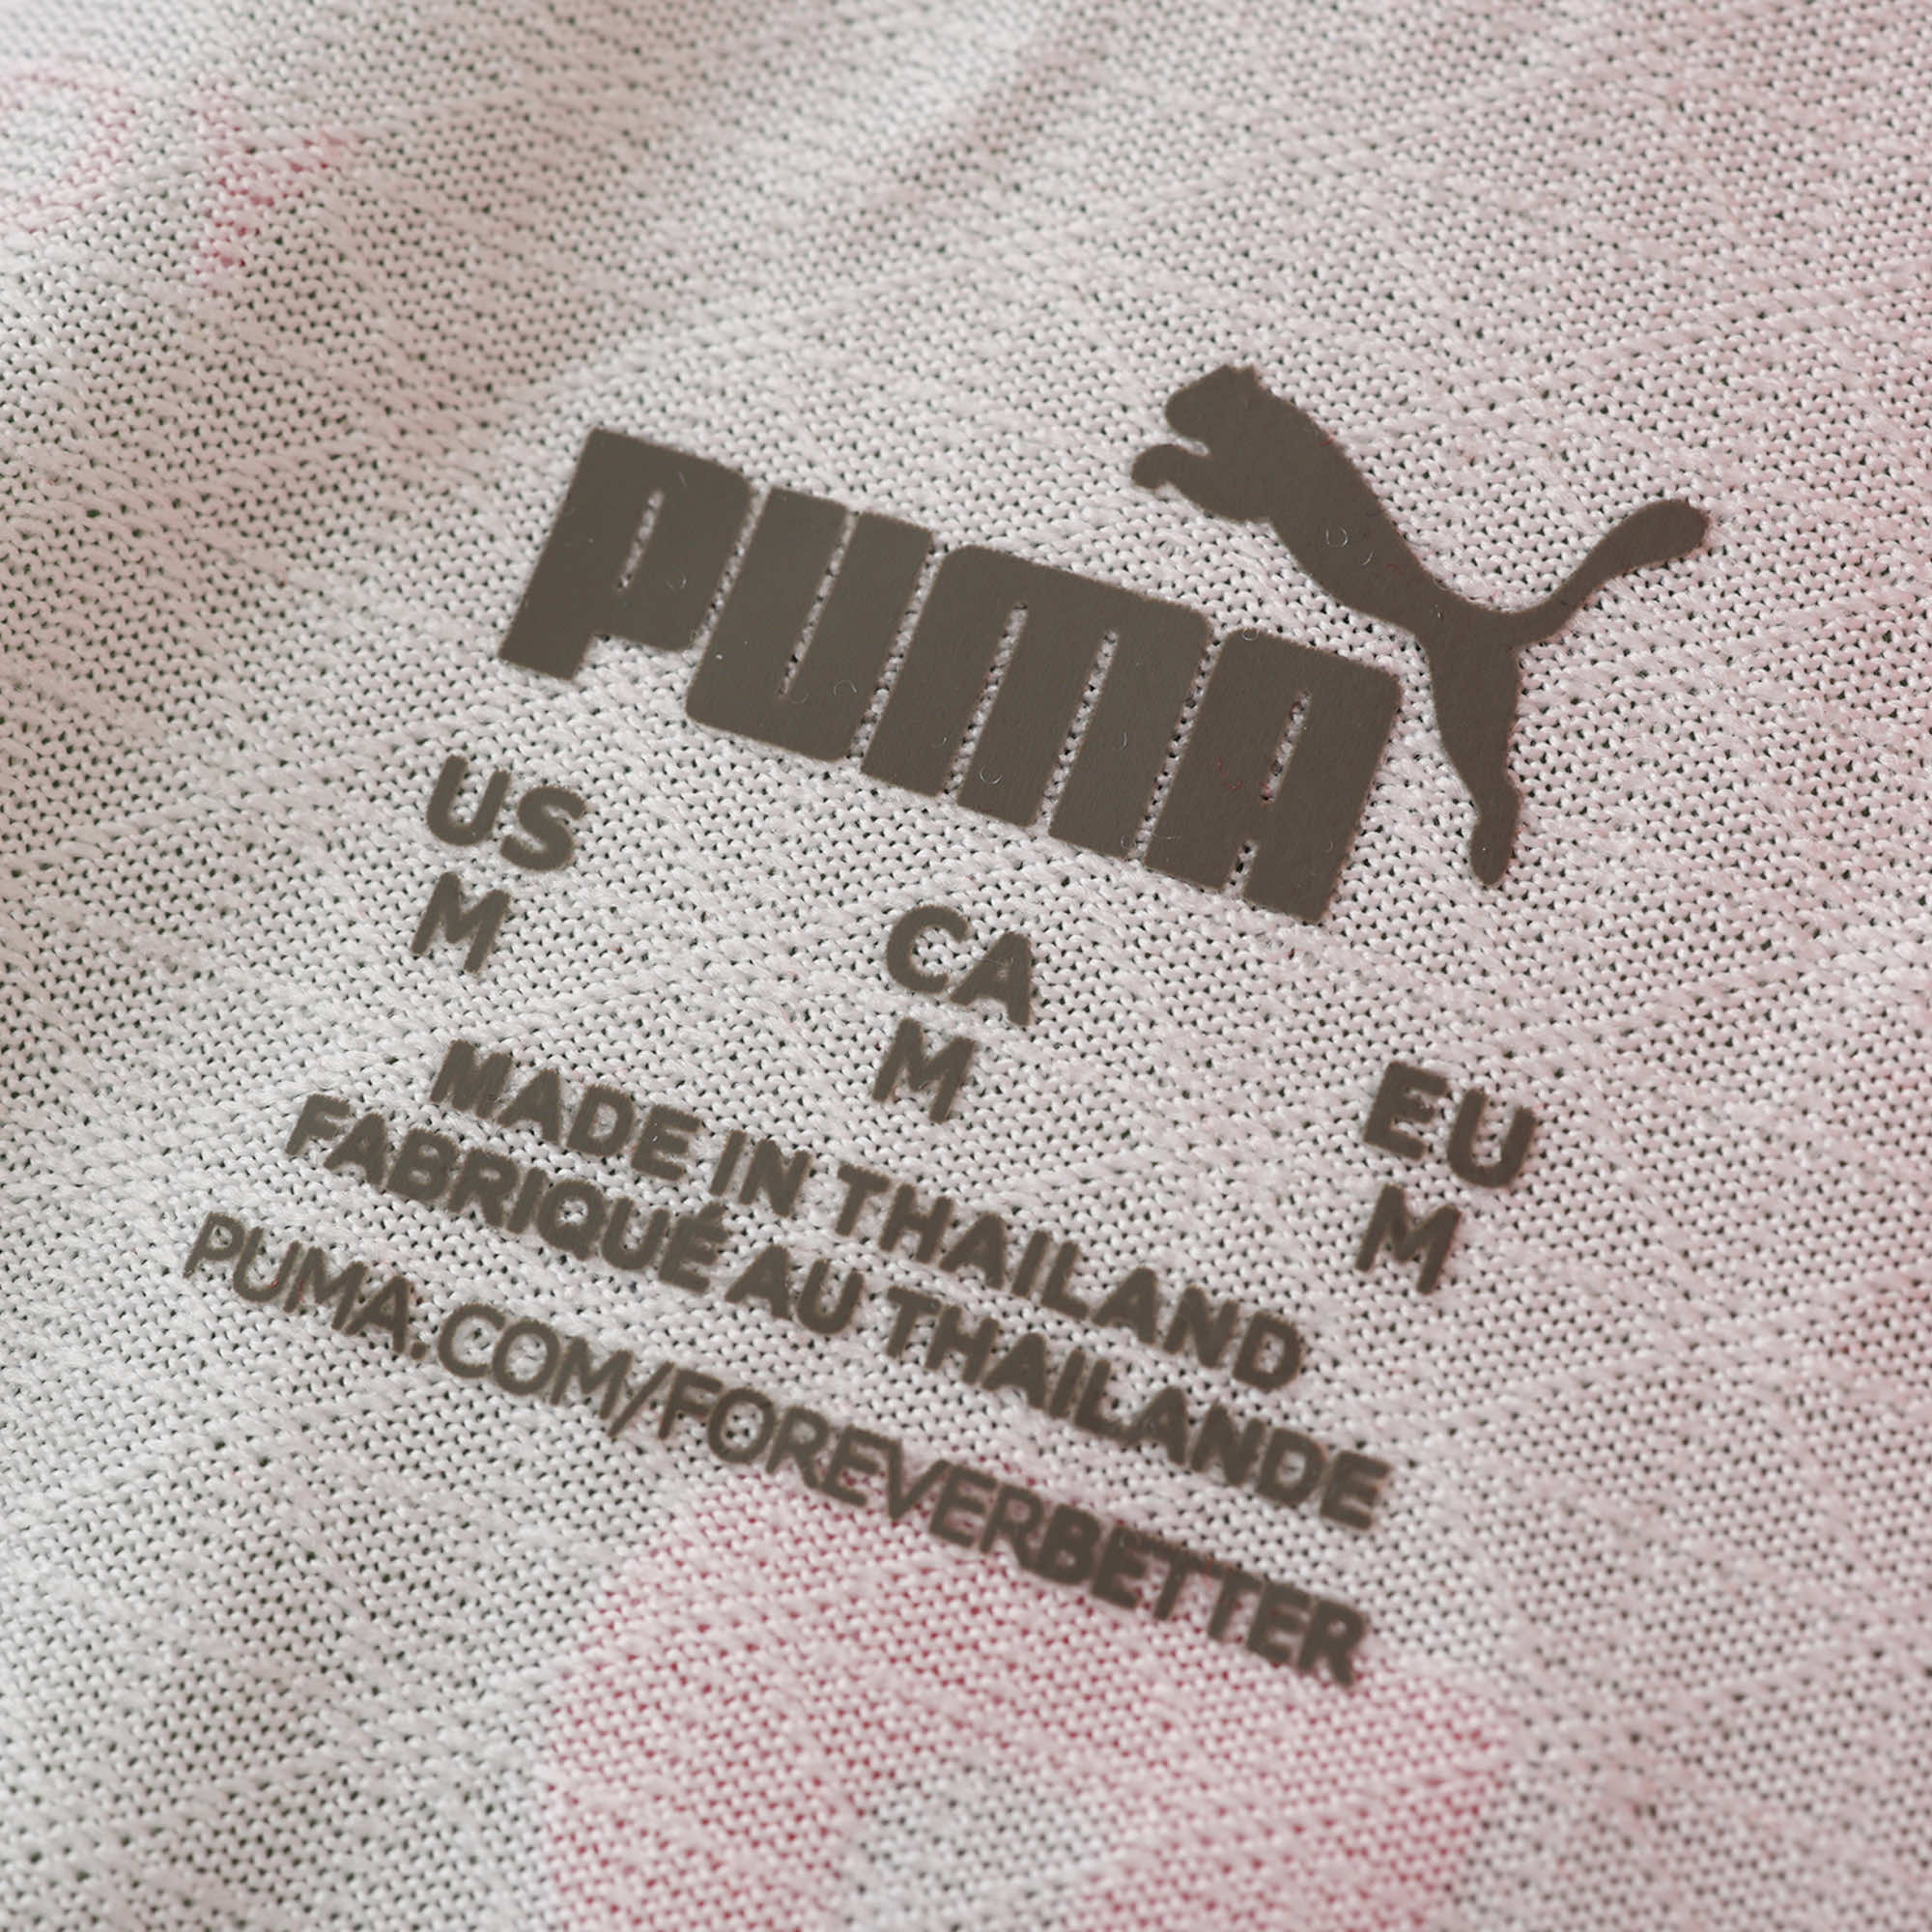 PUMA
US CA EU
M M M
MADE IN THAILAND
FABRIQUÉ AU THAILANDE
PUMA.COM/FOREVERBETTER